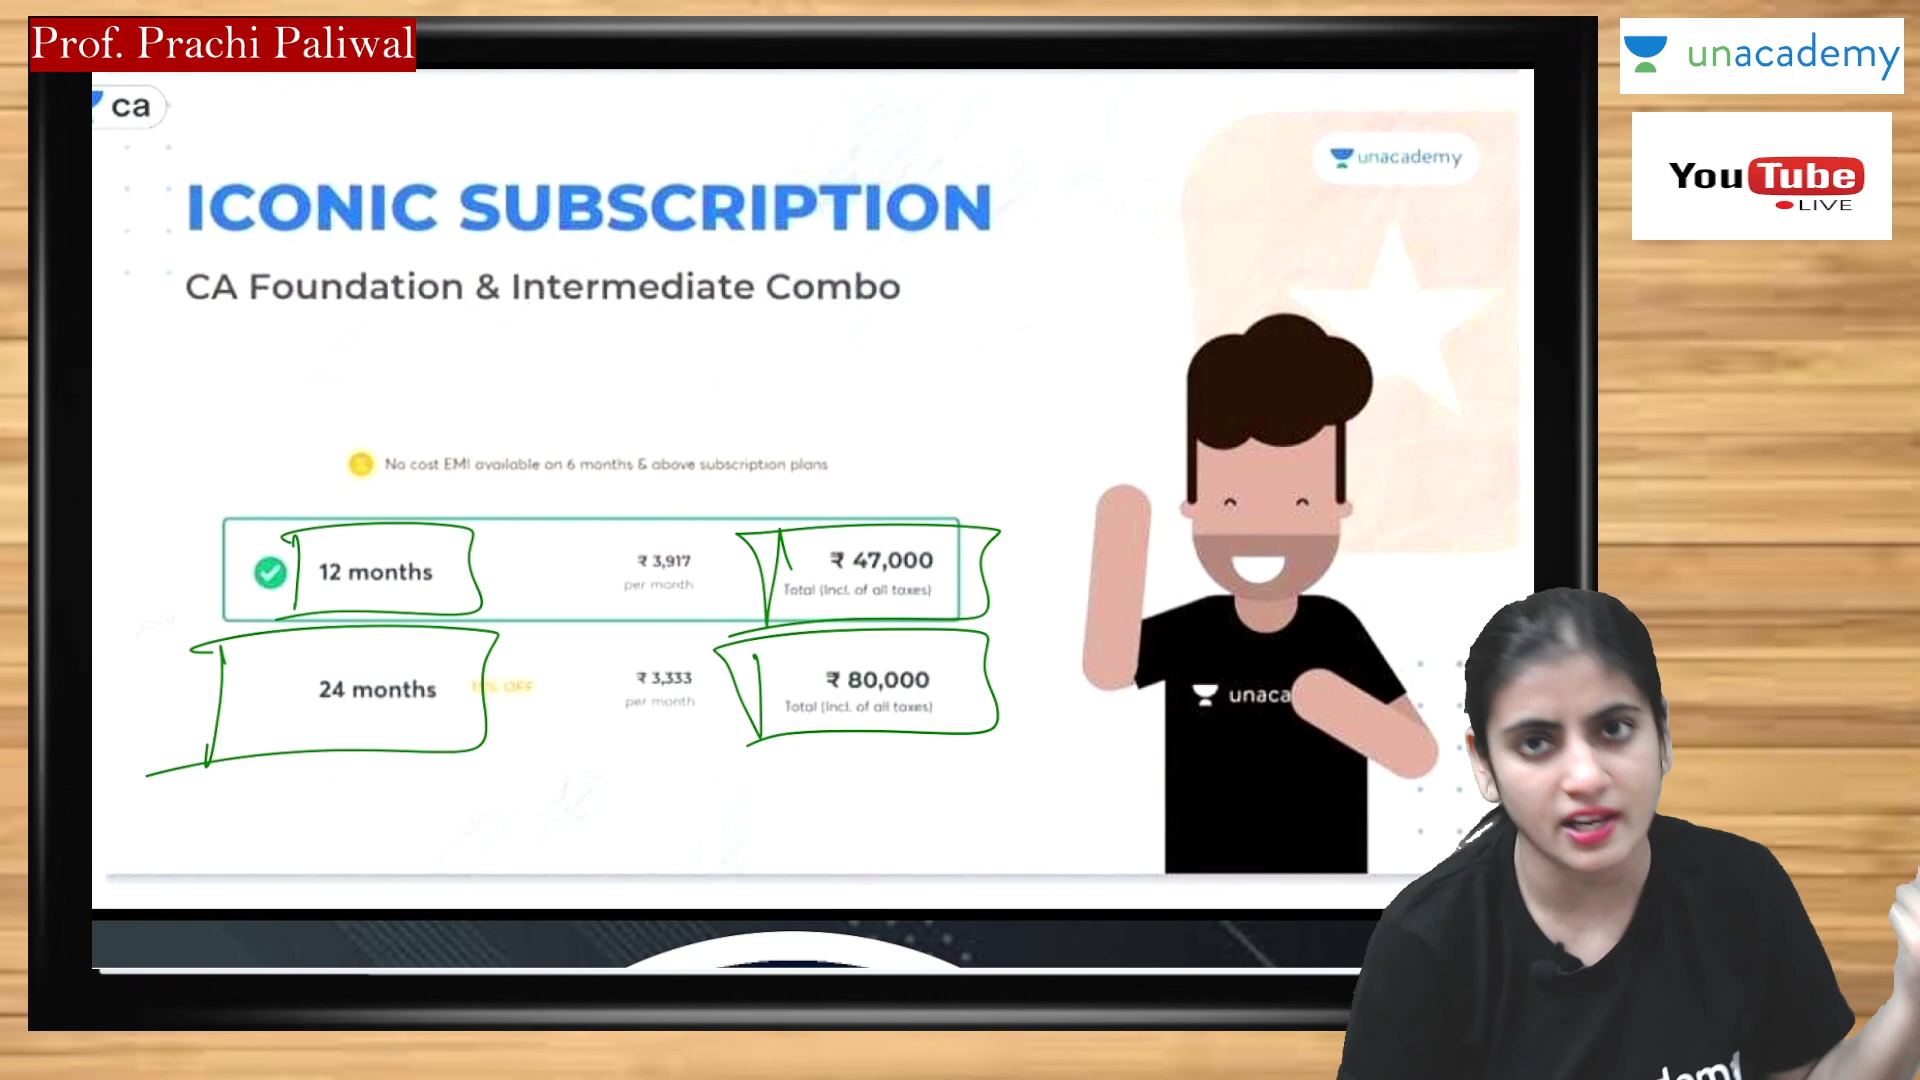 Prof. Prachi Paliwal
unacademy
YouTube
LIVE
ca
unacademy
ICONIC SUBSCRIPTION
CA Foundation & Intermediate Combo
No cost EMI available on 6 months & above subscription plans
12 months
₹ 3,917
per month
₹ 47,000
Total (Incl. of all taxes)
24 months
OFF
₹ 3,333
per month
₹ 80,000
Total (Incl. of all taxes)
unaca